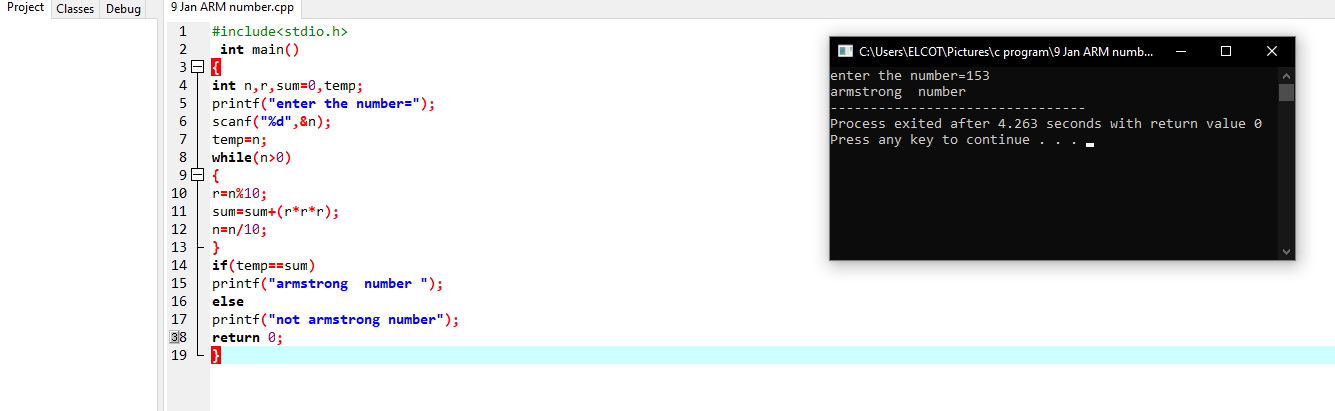 Project Classes Debug
9 Jan ARM number.cpp
1 #include<stdio.h>
2  int main()
3 {
4 int n,r,sum=0,temp;
5 printf("enter the number=");
6 scanf("%d",&n);
7 temp=n;
8 while(n>0)
9 {
10 r=n%10;
11 sum=sum+(r*r*r);
12 n=n/10;
13 }
14 if(temp==sum)
15 printf("armstrong  number ");
16 else
17 printf("not armstrong number");
38 return 0;
19 }
C:\Users\ELCOT\Pictures\c program\9 Jan ARM numb...
enter the number=153
armstrong  number
--------------------------------
Process exited after 4.263 seconds with return value 0
Press any key to continue . . .